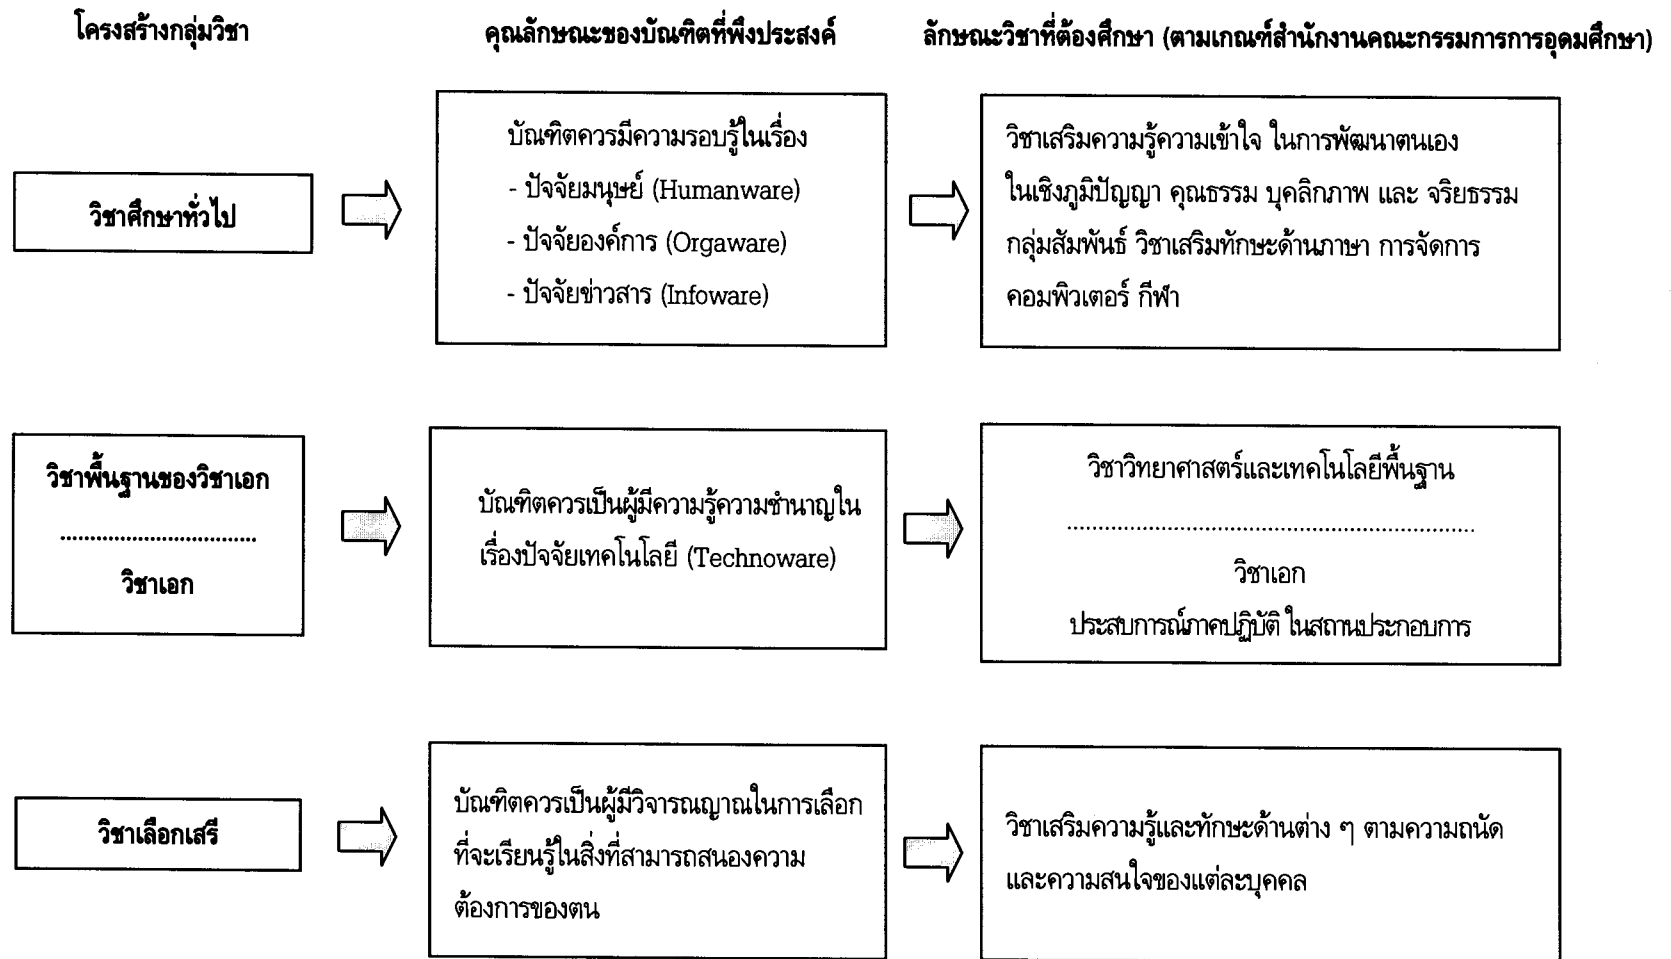 โครงสร้างกลุ่มวิชา
คุณลักษณะของบัณฑิตที่พึงประสงค์
ลักษณะวิชาที่ต้องศึกษา (ตามเกณฑ์สำนักงานคณะกรรมการการอุดมศึกษา)
วิชาศึกษาทั่วไป
บัณฑิตควรมีความรอบรู้ในเรื่อง
- ปัจจัยมนุษย์ (Humanware)
- ปัจจัยองค์การ (Orgaware)
- ปัจจัยข่าวสาร (Infoware)
วิชาเสริมความรู้ความเข้าใจ ในการพัฒนาตนเอง
ในเชิงภูมิปัญญา คุณธรรม บุคลิกภาพ และ จริยธรรม
กลุ่มสัมพันธ์ วิชาเสริมทักษะด้านภาษา การจัดการ
คอมพิวเตอร์ กีฬา
วิชาพื้นฐานของวิชาเอก
.................................
วิชาเอก
บัณฑิตควรเป็นผู้มีความรู้ความชำนาญใน
เรื่องปัจจัยเทคโนโลยี (Technoware)
วิชาวิทยาศาสตร์และเทคโนโลยีพื้นฐาน
....................................................................
วิชาเอก
ประสบการณ์ภาคปฏิบัติ ในสถานประกอบการ
วิชาเลือกเสรี
บัณฑิตควรเป็นผู้มีวิจารณญาณในการเลือก
ที่จะเรียนรู้ในสิ่งที่สามารถสนองความ
ต้องการของตน
วิชาเสริมความรู้และทักษะด้านต่าง ๆ ตามความถนัด
และความสนใจของแต่ละบุคคล